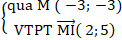 {qua M ( −3; −3)
VTPT M͞I⃗( 2; 5)